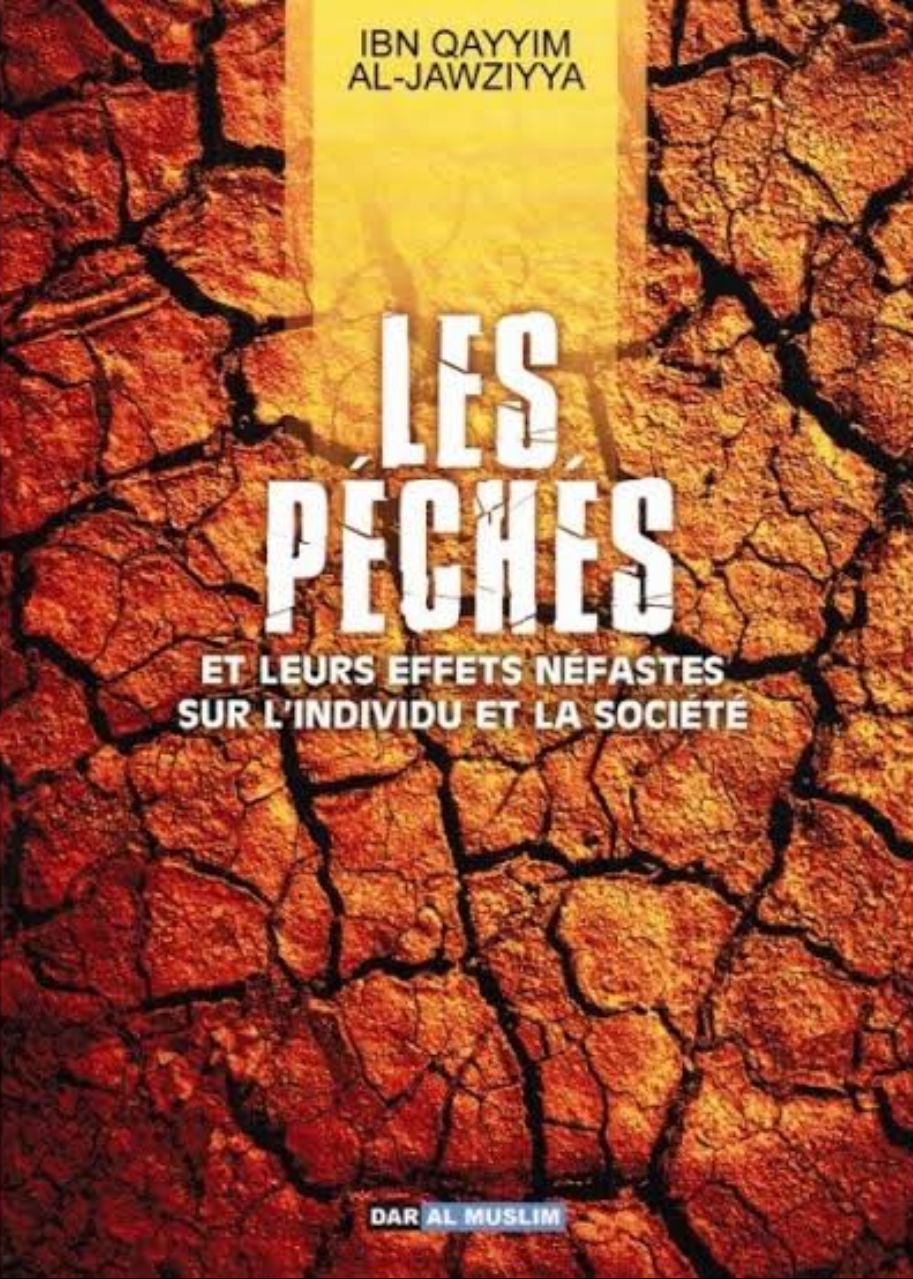 IBN QAYYIM
AL-JAWZIYYA
LES
PÉCHÉS
ET LEURS EFFETS NÉFASTES
SUR L'INDIVIDU ET LA SOCIÉTÉ
DAR AL MUSLIM